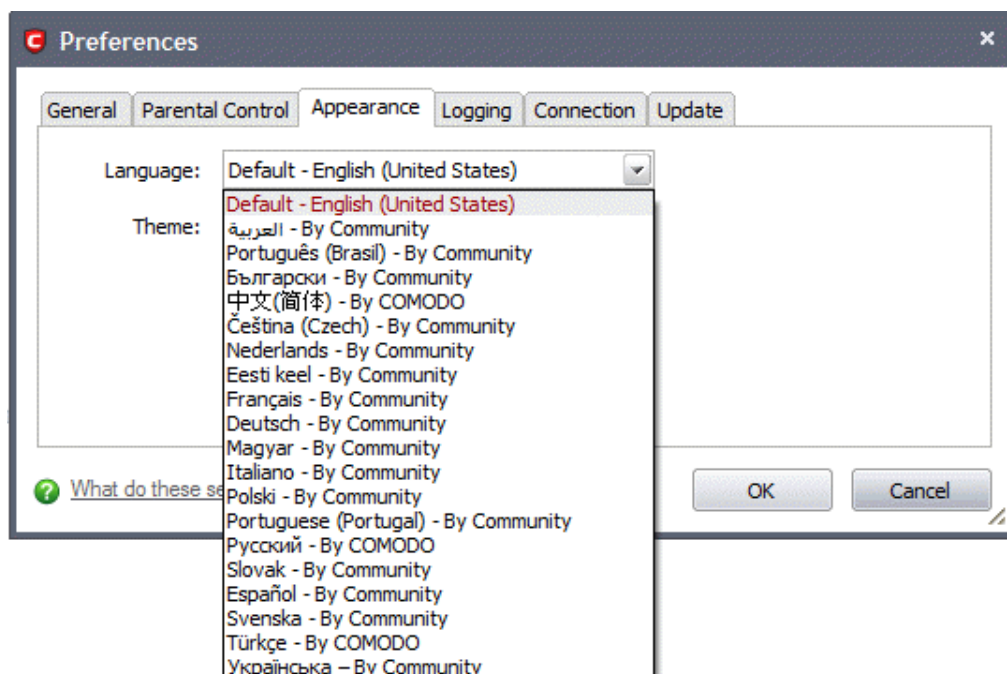 Preferences
General Parental Control Appearance Logging Connection Update
Language: Default - English (United States)
Default - English (United States)
Theme:
العربية - By Community
Português (Brasil) - By Community
Български - By Community
中文(简体) - By COMODO
Čeština (Czech) - By Community
Nederlands - By Community
Eesti keel - By Community
Français - By Community
Deutsch - By Community
Magyar - By Community
Italiano - By Community
What do these se
Polski - By Community
OK Cancel
Portuguese (Portugal) - By Community
Русский - By COMODO
Slovak - By Community
Español - By Community
Svenska - By Community
Türkçe - By COMODO
Українська – By Community